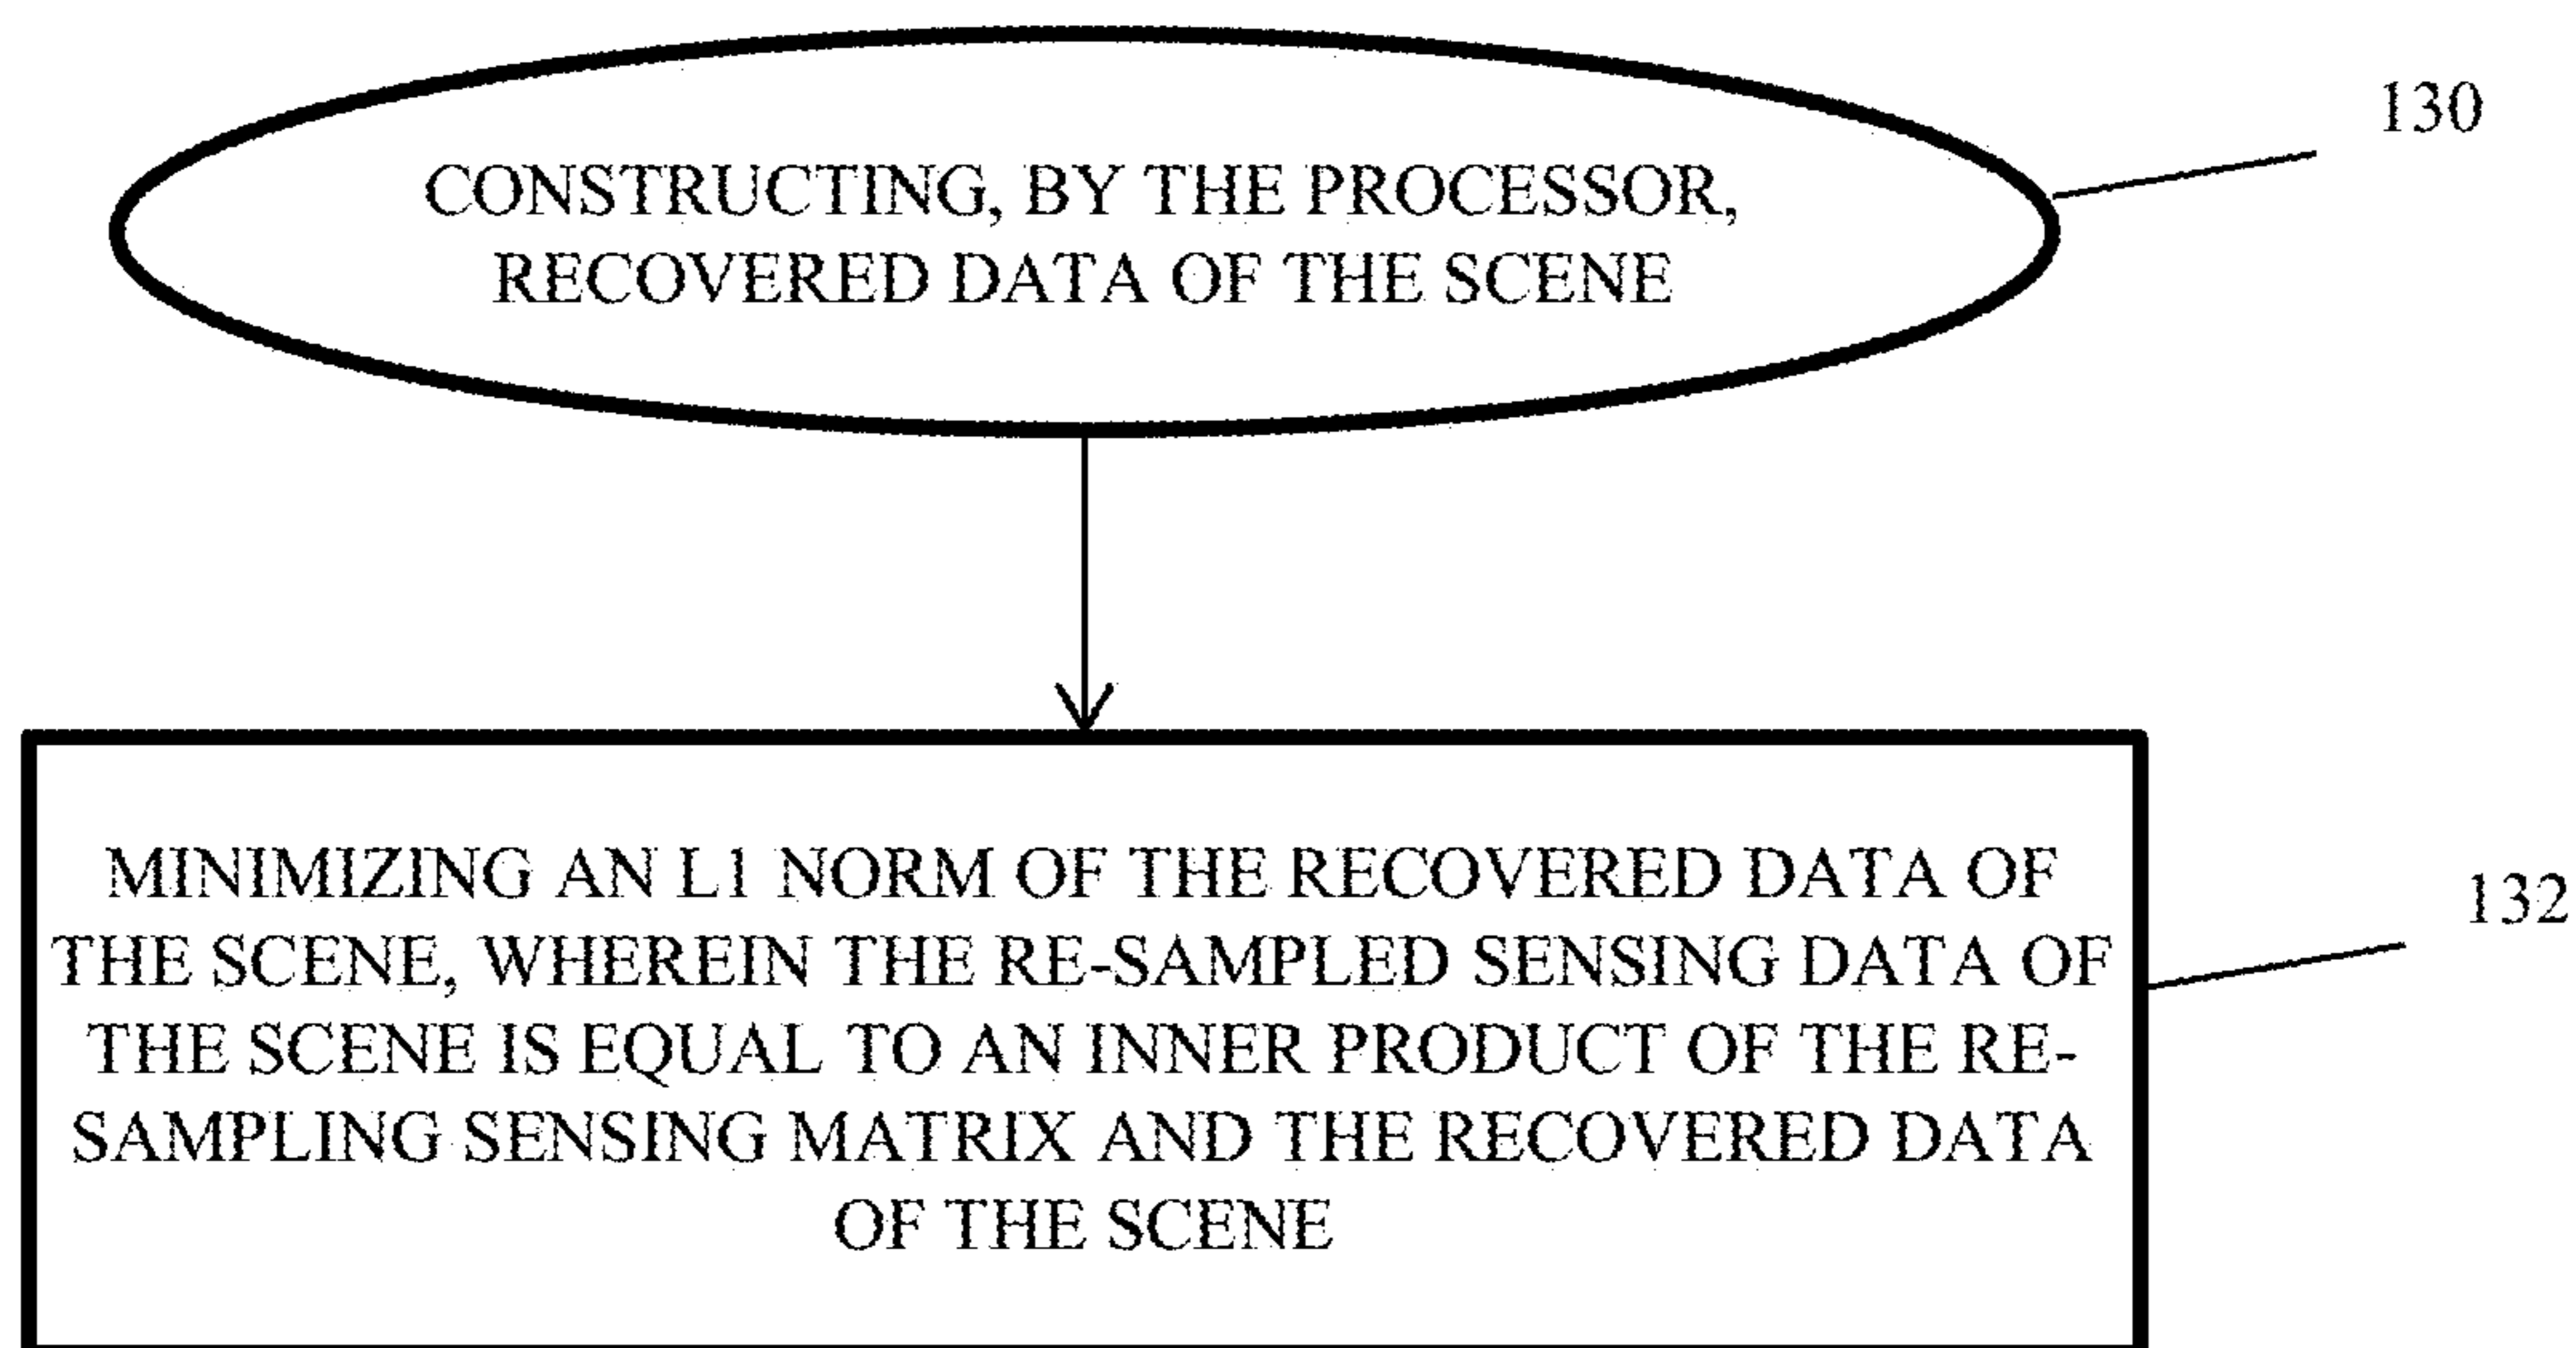 130
CONSTRUCTING, BY THE PROCESSOR,
RECOVERED DATA OF THE SCENE
MINIMIZING AN L1 NORM OF THE RECOVERED DATA OF
THE SCENE, WHEREIN THE RE-SAMPLED SENSING DATA OF
THE SCENE IS EQUAL TO AN INNER PRODUCT OF THE RE-
SAMPLING SENSING MATRIX AND THE RECOVERED DATA
OF THE SCENE
132